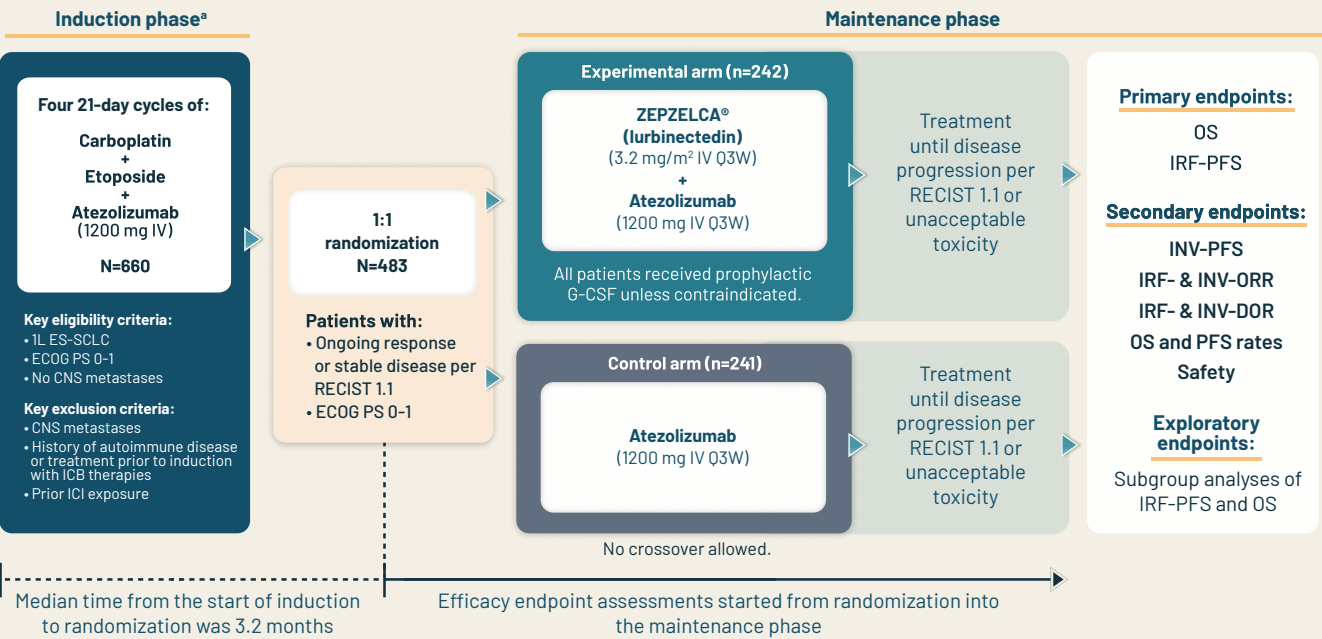 Induction phaseᵃ
Four 21-day cycles of:
Carboplatin
+
Etoposide
+
Atezolizumab
(1200 mg IV)
N=660
Key eligibility criteria:
• 1L ES-SCLC
• ECOG PS 0-1
• No CNS metastases
Key exclusion criteria:
• CNS metastases
• History of autoimmune disease
or treatment prior to induction
with ICB therapies
• Prior ICI exposure
1:1
randomization
N=483
Patients with:
• Ongoing response
or stable disease per
RECIST 1.1
• ECOG PS 0-1
Maintenance phase
Experimental arm (n=242)
ZEPZELCA®
(lurbinectedin)
(3.2 mg/m² IV Q3W)
+
Atezolizumab
(1200 mg IV Q3W)
All patients received prophylactic
G-CSF unless contraindicated.
Treatment
until disease
progression per
RECIST 1.1 or
unacceptable
toxicity
Control arm (n=241)
Atezolizumab
(1200 mg IV Q3W)
Treatment
until disease
progression per
RECIST 1.1 or
unacceptable
toxicity
No crossover allowed.
Primary endpoints:
OS
IRF-PFS
Secondary endpoints:
INV-PFS
IRF- & INV-ORR
IRF- & INV-DOR
OS and PFS rates
Safety
Exploratory
endpoints:
Subgroup analyses of
IRF-PFS and OS
Median time from the start of induction
to randomization was 3.2 months
Efficacy endpoint assessments started from randomization into
the maintenance phase